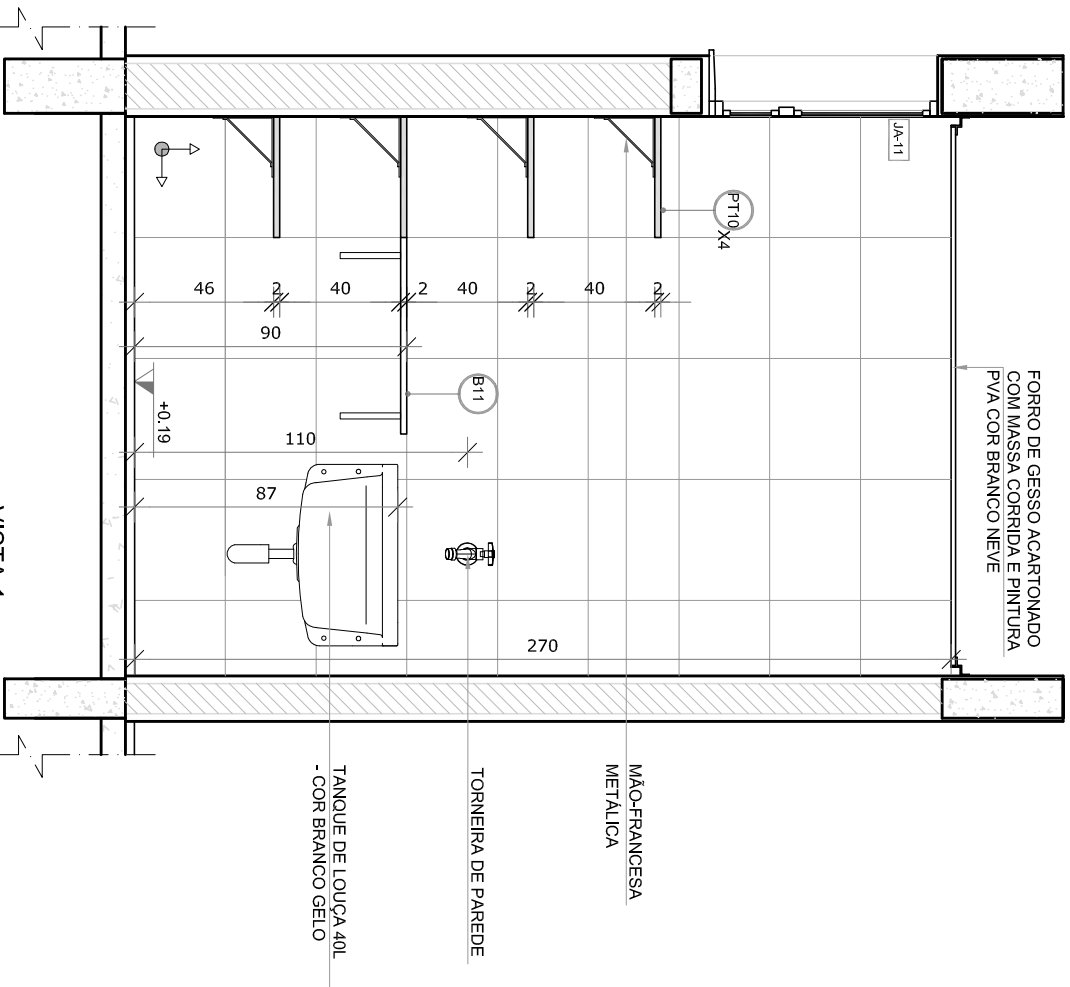 FORRO DE GESSO ACARTONADO
COM MASSA CORRIDA E PINTURA
PVA COR BRANCO NEVE
JA-11
PT10
X4
46
2
40
2
40
2
40
2
90
B11
+0.19
110
87
270
MÃO-FRANCESA
METÁLICA
TORNEIRA DE PAREDE
TANQUE DE LOUÇA 40L
- COR BRANCO GELO